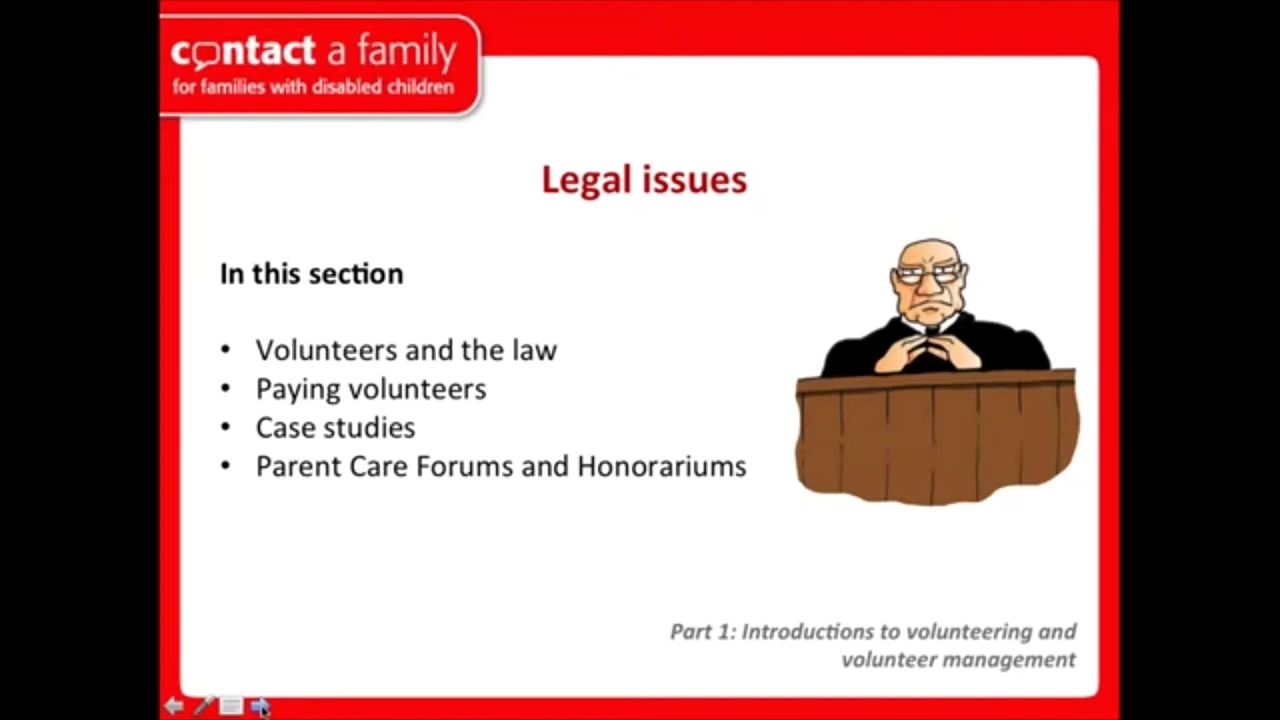 contact a family
for families with disabled children
Legal issues
In this section
• Volunteers and the law
• Paying volunteers
• Case studies
• Parent Care Forums and Honorariums
Part 1: Introductions to volunteering and
volunteer management